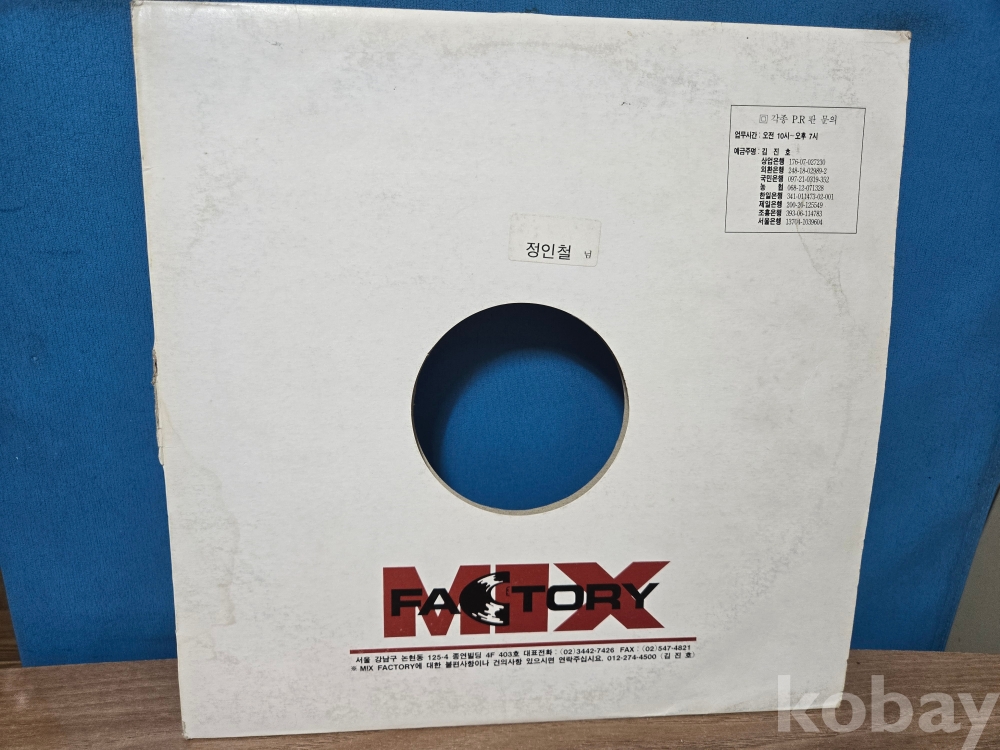 回 각종 P.R 판 문의
업무시간 : 오전 10시~오후 7시
예금주명 : 김 진 호
상업은행 176-07-027230
외환은행 248-18-02989-2
국민은행 097-21-0319-352
농 협 068-12-071328
한일은행 341-011473-02-001
제일은행 200-20-125549
조흥은행 393-06-114783
서울은행 13704-1039604
정인철 님
MIX
FACTORY
서울 강남구 논현동 125-4 종연빌딩 4F 403호 대표전화 : (02)3442-7426 FAX : (02)547-4821
※ MIX FACTORY에 대한 불편사항이나 건의사항 있으시면 연락주십시요. 012-274-4500 (김 진 호)
kobay